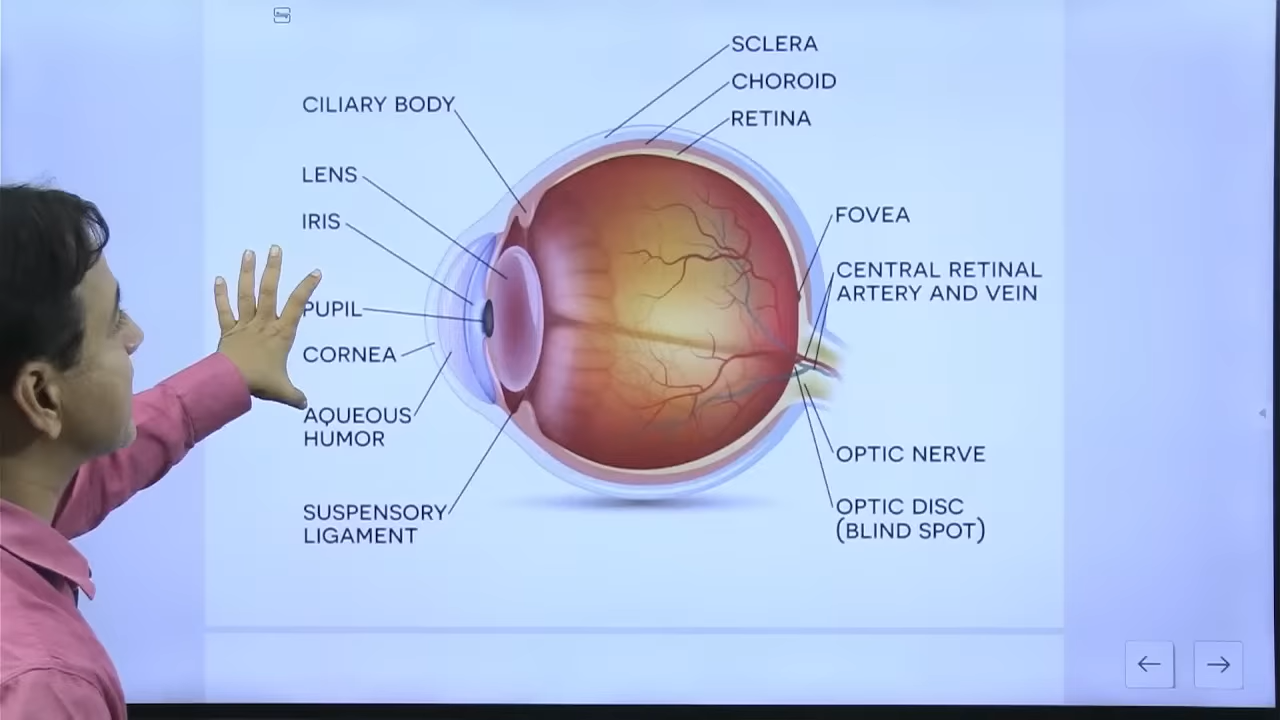 SCLERA
CHOROID
RETINA
CILIARY BODY
LENS
IRIS
PUPIL
CORNEA
AQUEOUS
HUMOR
SUSPENSORY
LIGAMENT
FOVEA
CENTRAL RETINAL
ARTERY AND VEIN
OPTIC NERVE
OPTIC DISC
(BLIND SPOT)